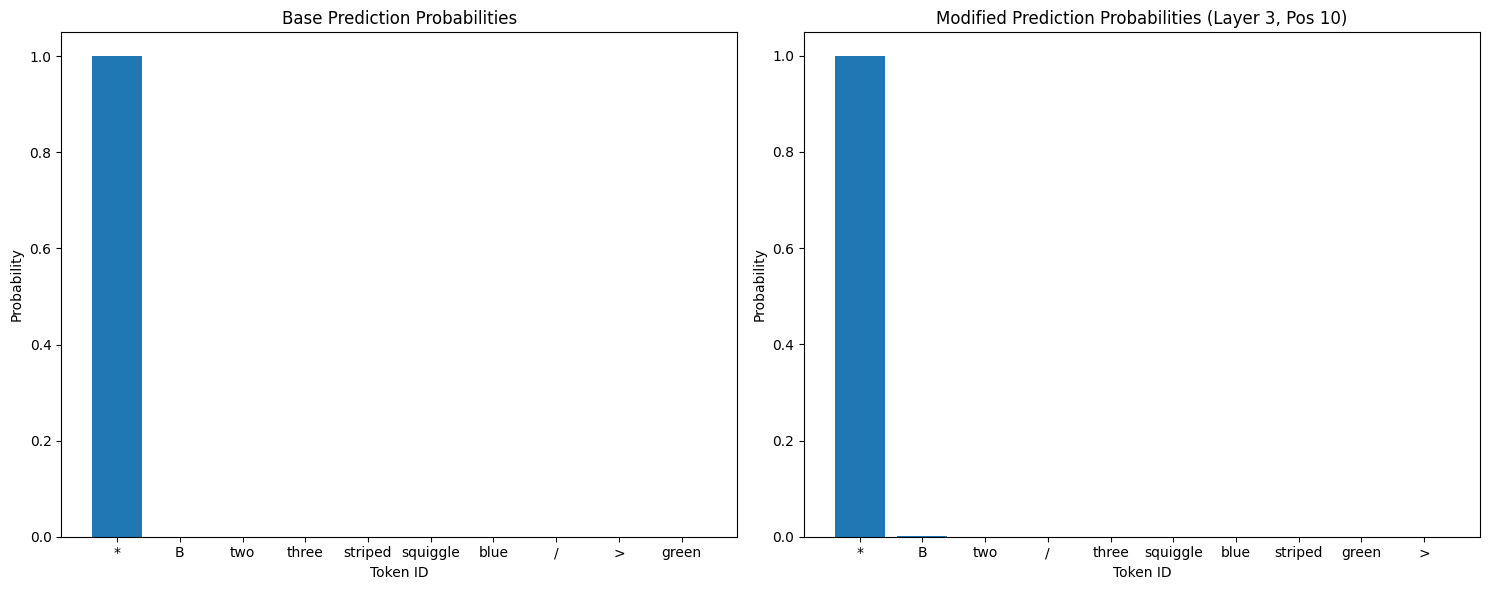 Base Prediction Probabilities
Probability
1.0
0.8
0.6
0.4
0.2
0.0
* B two three striped squiggle blue / > green
Token ID
Modified Prediction Probabilities (Layer 3, Pos 10)
Probability
1.0
0.8
0.6
0.4
0.2
0.0
* B two / three squiggle blue striped green >
Token ID